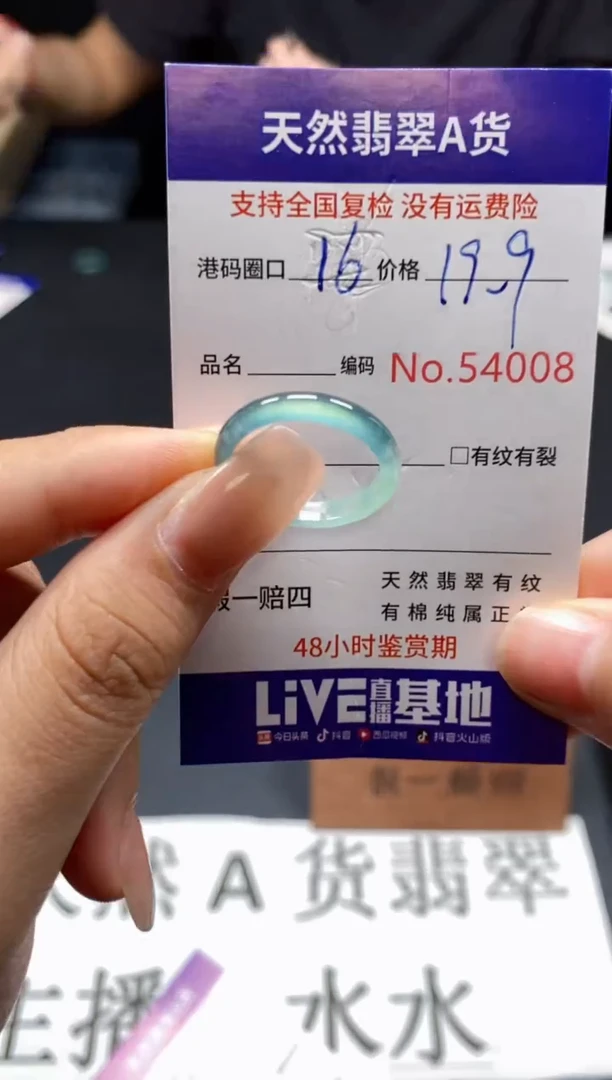 天然翡翠A货
支持全国复检 没有运费险
港码圈口 16 价格 19.9
品名 编码 No.54008
□有纹有裂
一赔四
天然翡翠有纹
有棉纯属正
48小时鉴赏期
LiVE直播基地
今日头条 抖音 西瓜视频 抖音火山版
然A货翡翠
主播 水水